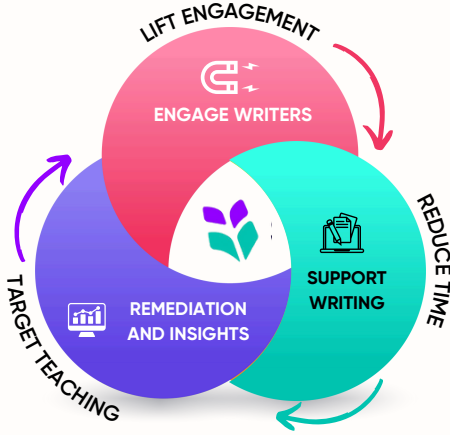 LIFT ENGAGEMENT
ENGAGE WRITERS
REDUCE TIME
SUPPORT
WRITING
TARGET TEACHING
REMEDIATION
AND INSIGHTS